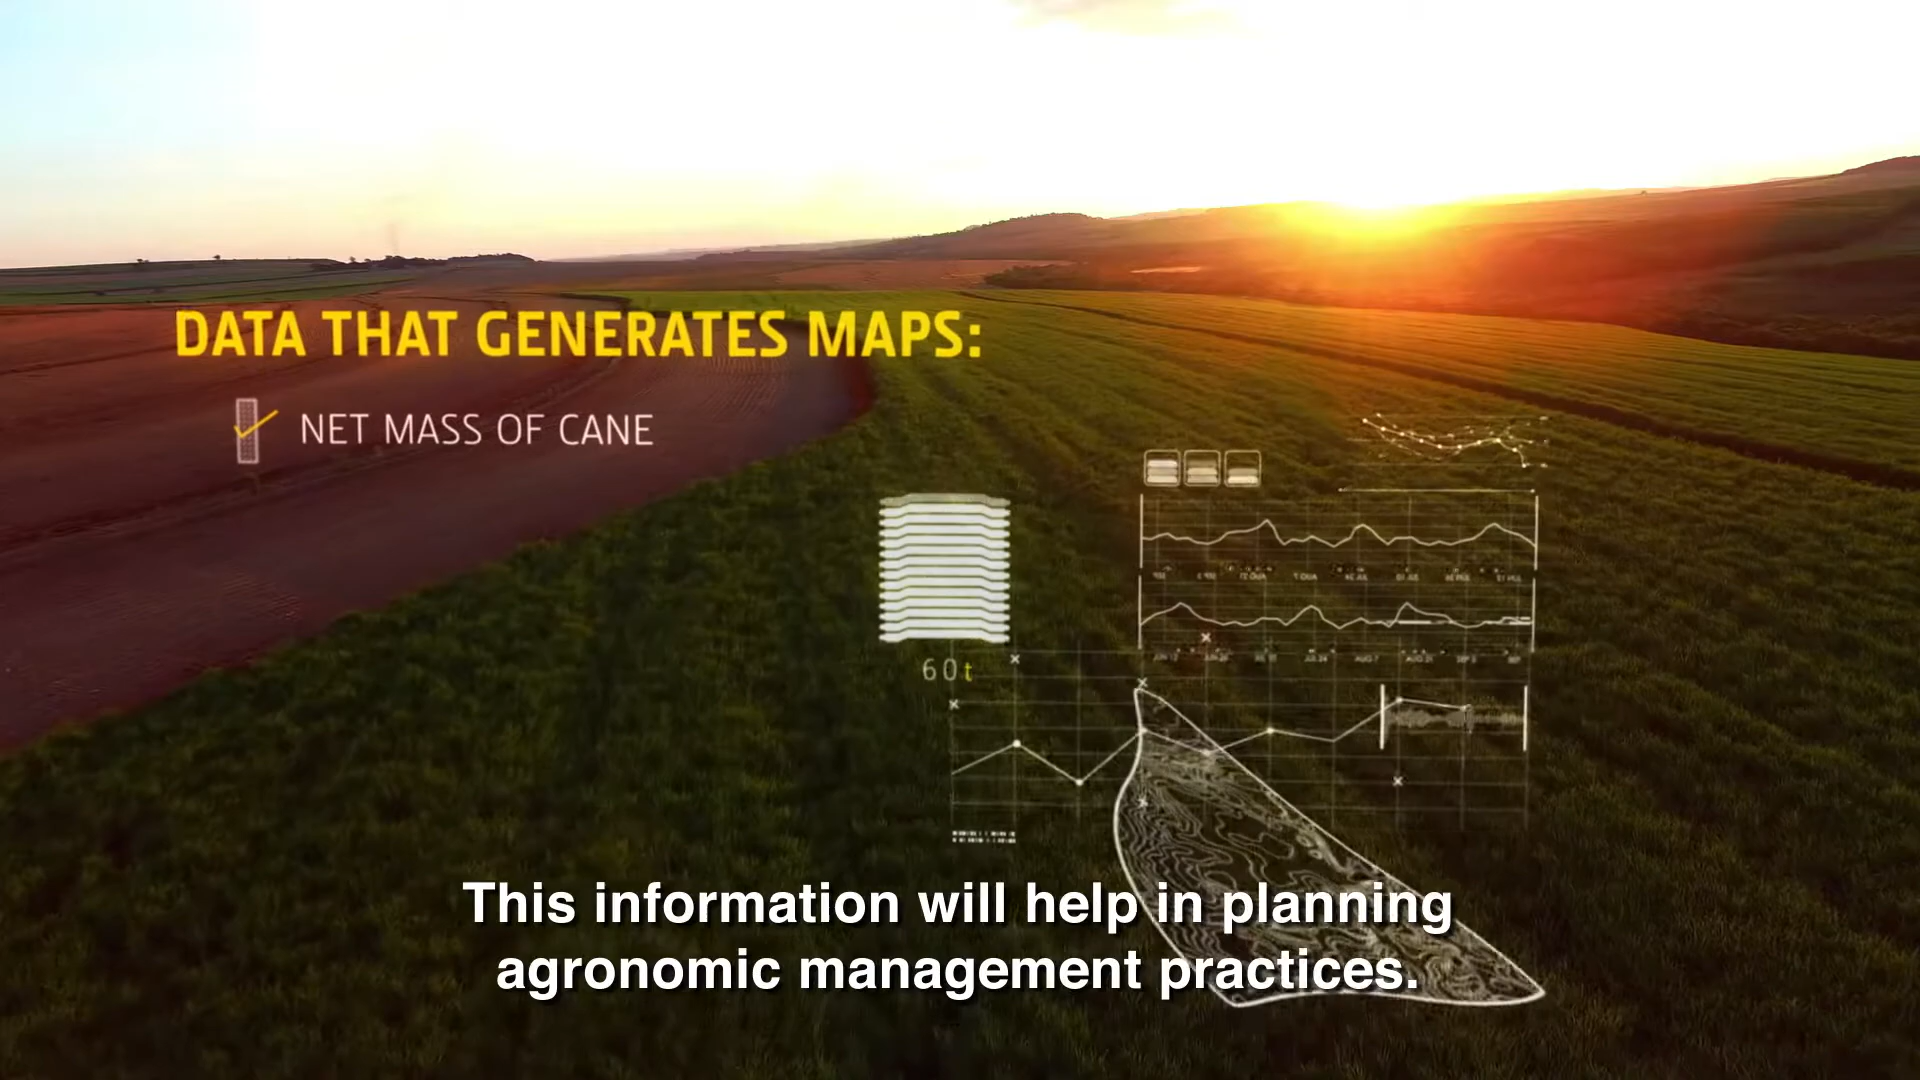 DATA THAT GENERATES MAPS:
NET MASS OF CANE
60t
This information will help in planning
agronomic management practices.